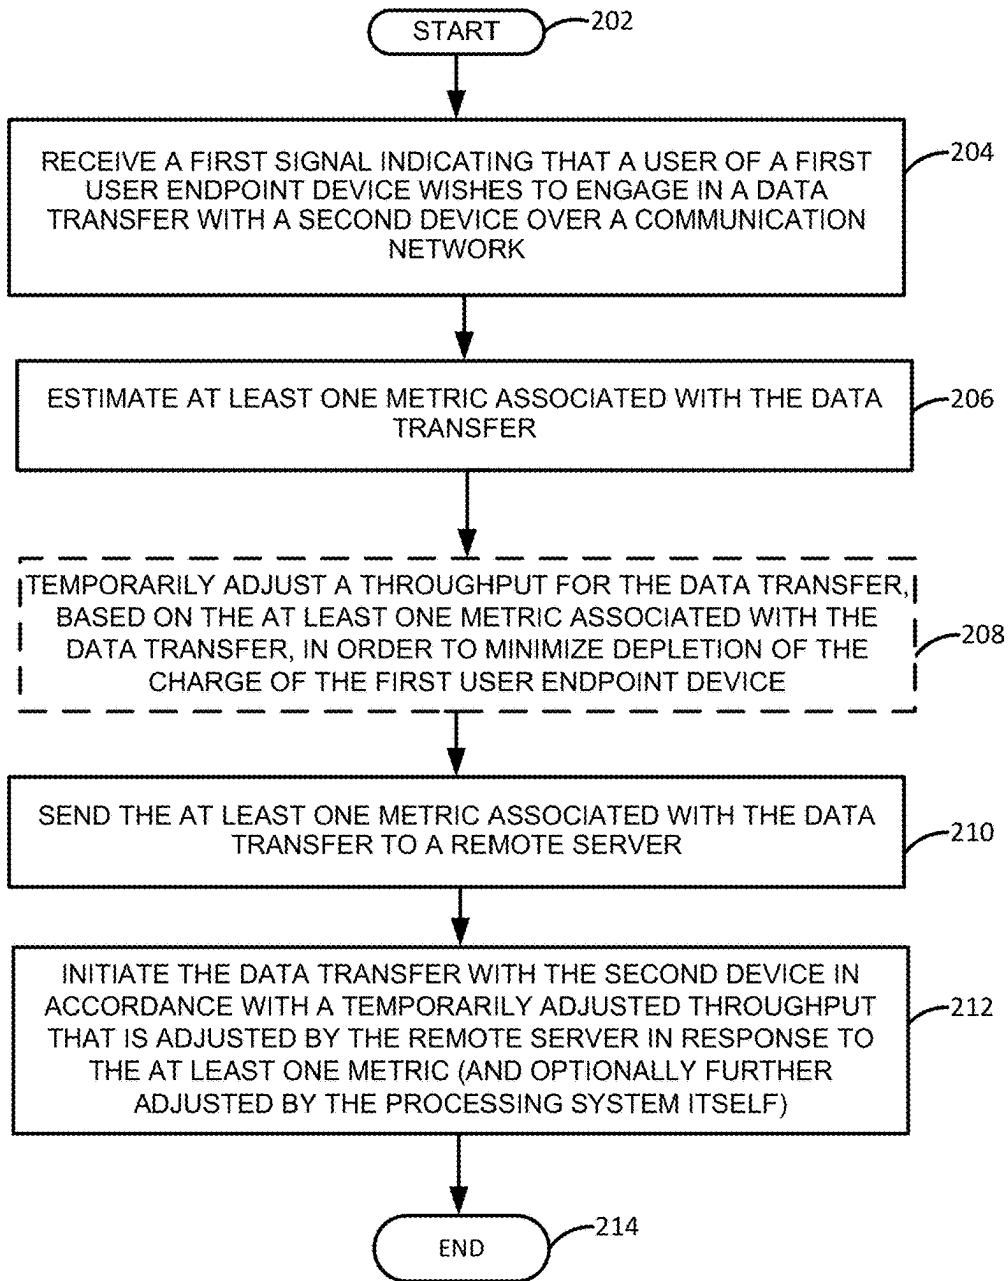 START
202
RECEIVE A FIRST SIGNAL INDICATING THAT A USER OF A FIRST
USER ENDPOINT DEVICE WISHES TO ENGAGE IN A DATA
TRANSFER WITH A SECOND DEVICE OVER A COMMUNICATION
NETWORK
204
ESTIMATE AT LEAST ONE METRIC ASSOCIATED WITH THE DATA
TRANSFER
206
TEMPORARILY ADJUST A THROUGHPUT FOR THE DATA TRANSFER,
BASED ON THE AT LEAST ONE METRIC ASSOCIATED WITH THE
DATA TRANSFER, IN ORDER TO MINIMIZE DEPLETION OF THE
CHARGE OF THE FIRST USER ENDPOINT DEVICE
208
SEND THE AT LEAST ONE METRIC ASSOCIATED WITH THE DATA
TRANSFER TO A REMOTE SERVER
210
INITIATE THE DATA TRANSFER WITH THE SECOND DEVICE IN
ACCORDANCE WITH A TEMPORARILY ADJUSTED THROUGHPUT
THAT IS ADJUSTED BY THE REMOTE SERVER IN RESPONSE TO
THE AT LEAST ONE METRIC (AND OPTIONALLY FURTHER
ADJUSTED BY THE PROCESSING SYSTEM ITSELF)
212
END
214